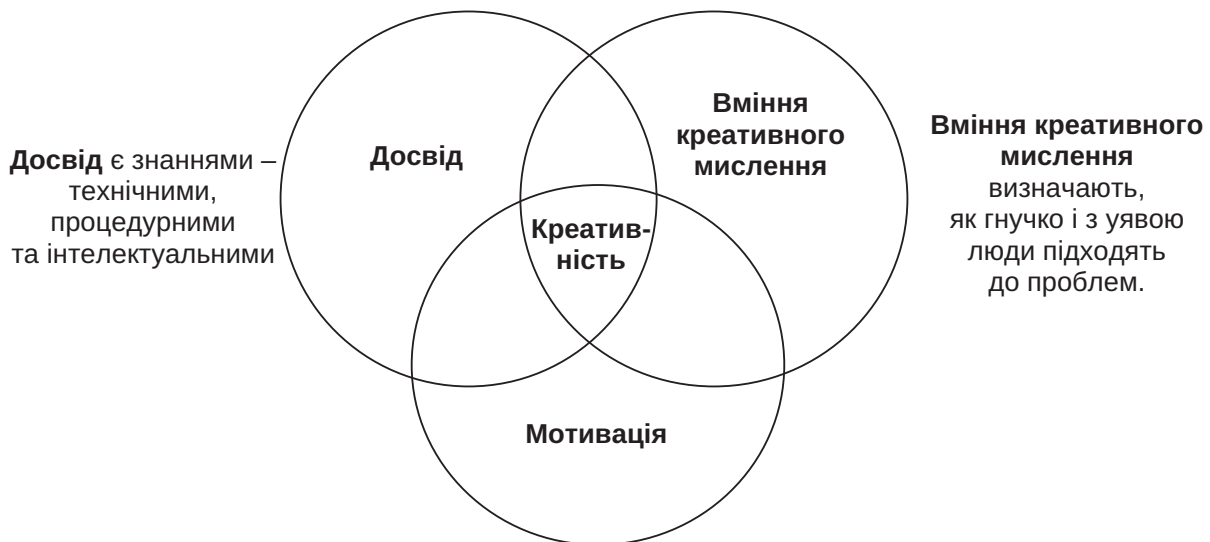 Досвід є знаннями –
технічними,
процедурними
та інтелектуальними
Досвід
Вміння
креативного
мислення
Креатив-
ність
Мотивація
Вміння креативного
мислення
визначають,
як гнучко і з уявою
люди підходять
до проблем.